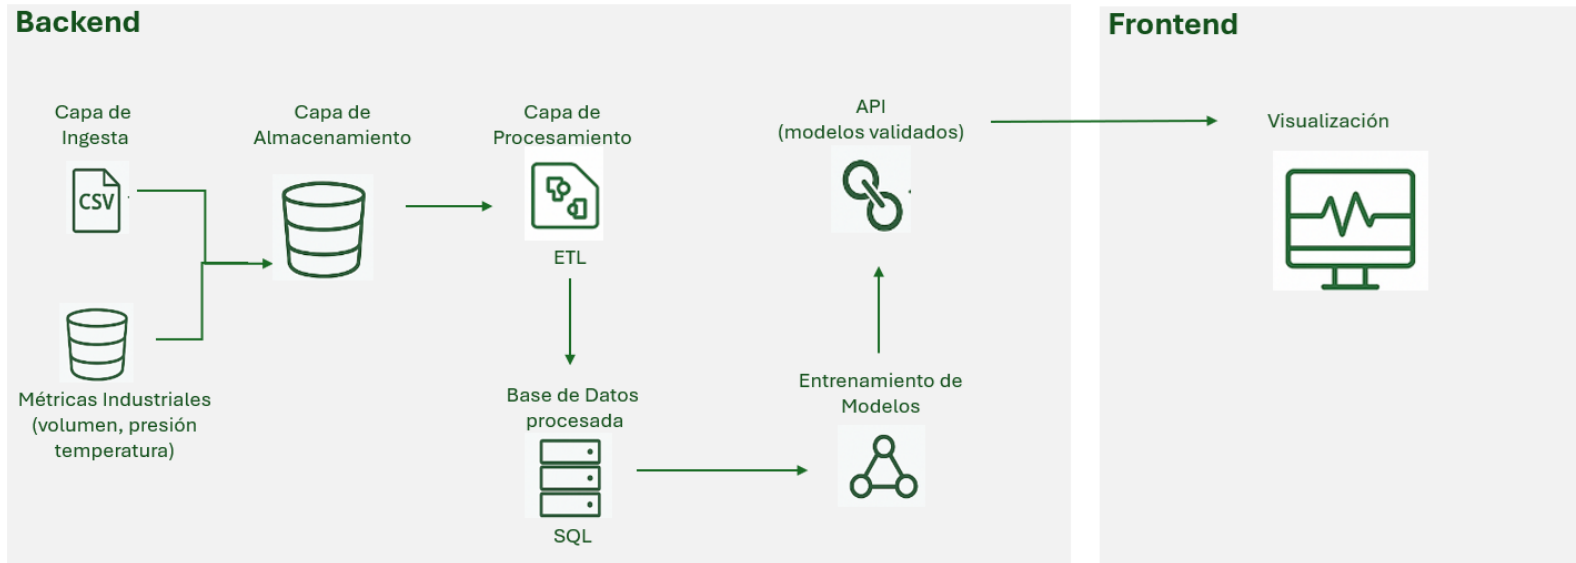 Backend
Frontend
Capa de
Ingesta
CSV
Métricas Industriales
(volumen, presión
temperatura)
Capa de
Almacenamiento
Capa de
Procesamiento
ETL
Base de Datos
procesada
SQL
Entrenamiento de
Modelos
API
(modelos validados)
Visualización